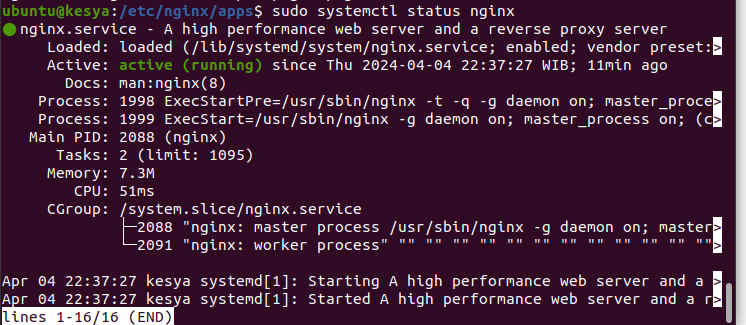 ubuntu@kesya:/etc/nginx/apps$ sudo systemctl status nginx
● nginx.service - A high performance web server and a reverse proxy server
     Loaded: loaded (/lib/systemd/system/nginx.service; enabled; vendor preset:>
     Active: active (running) since Thu 2024-04-04 22:37:27 WIB; 11min ago
       Docs: man:nginx(8)
    Process: 1998 ExecStartPre=/usr/sbin/nginx -t -q -g daemon on; master_proce>
    Process: 1999 ExecStart=/usr/sbin/nginx -g daemon on; master_process on; (c>
   Main PID: 2088 (nginx)
      Tasks: 2 (limit: 1095)
     Memory: 7.3M
        CPU: 51ms
     CGroup: /system.slice/nginx.service
             ├─2088 "nginx: master process /usr/sbin/nginx -g daemon on; master>
             └─2091 "nginx: worker process" "" "" "" "" "" "" "" "" "" "" "" "">
Apr 04 22:37:27 kesya systemd[1]: Starting A high performance web server and a >
Apr 04 22:37:27 kesya systemd[1]: Started A high performance web server and a r>
lines 1-16/16 (END)